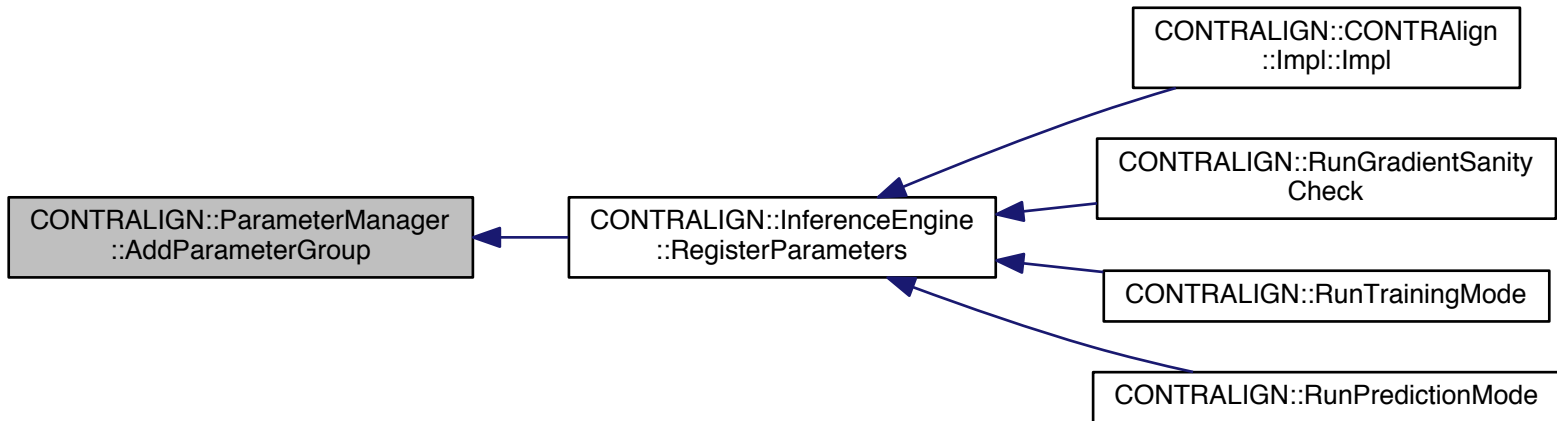 CONTRALIGN::CONTRAlign
::Impl::Impl
CONTRALIGN::RunGradientSanity
Check
CONTRALIGN::ParameterManager
::AddParameterGroup
CONTRALIGN::InferenceEngine
::RegisterParameters
CONTRALIGN::RunTrainingMode
CONTRALIGN::RunPredictionMode